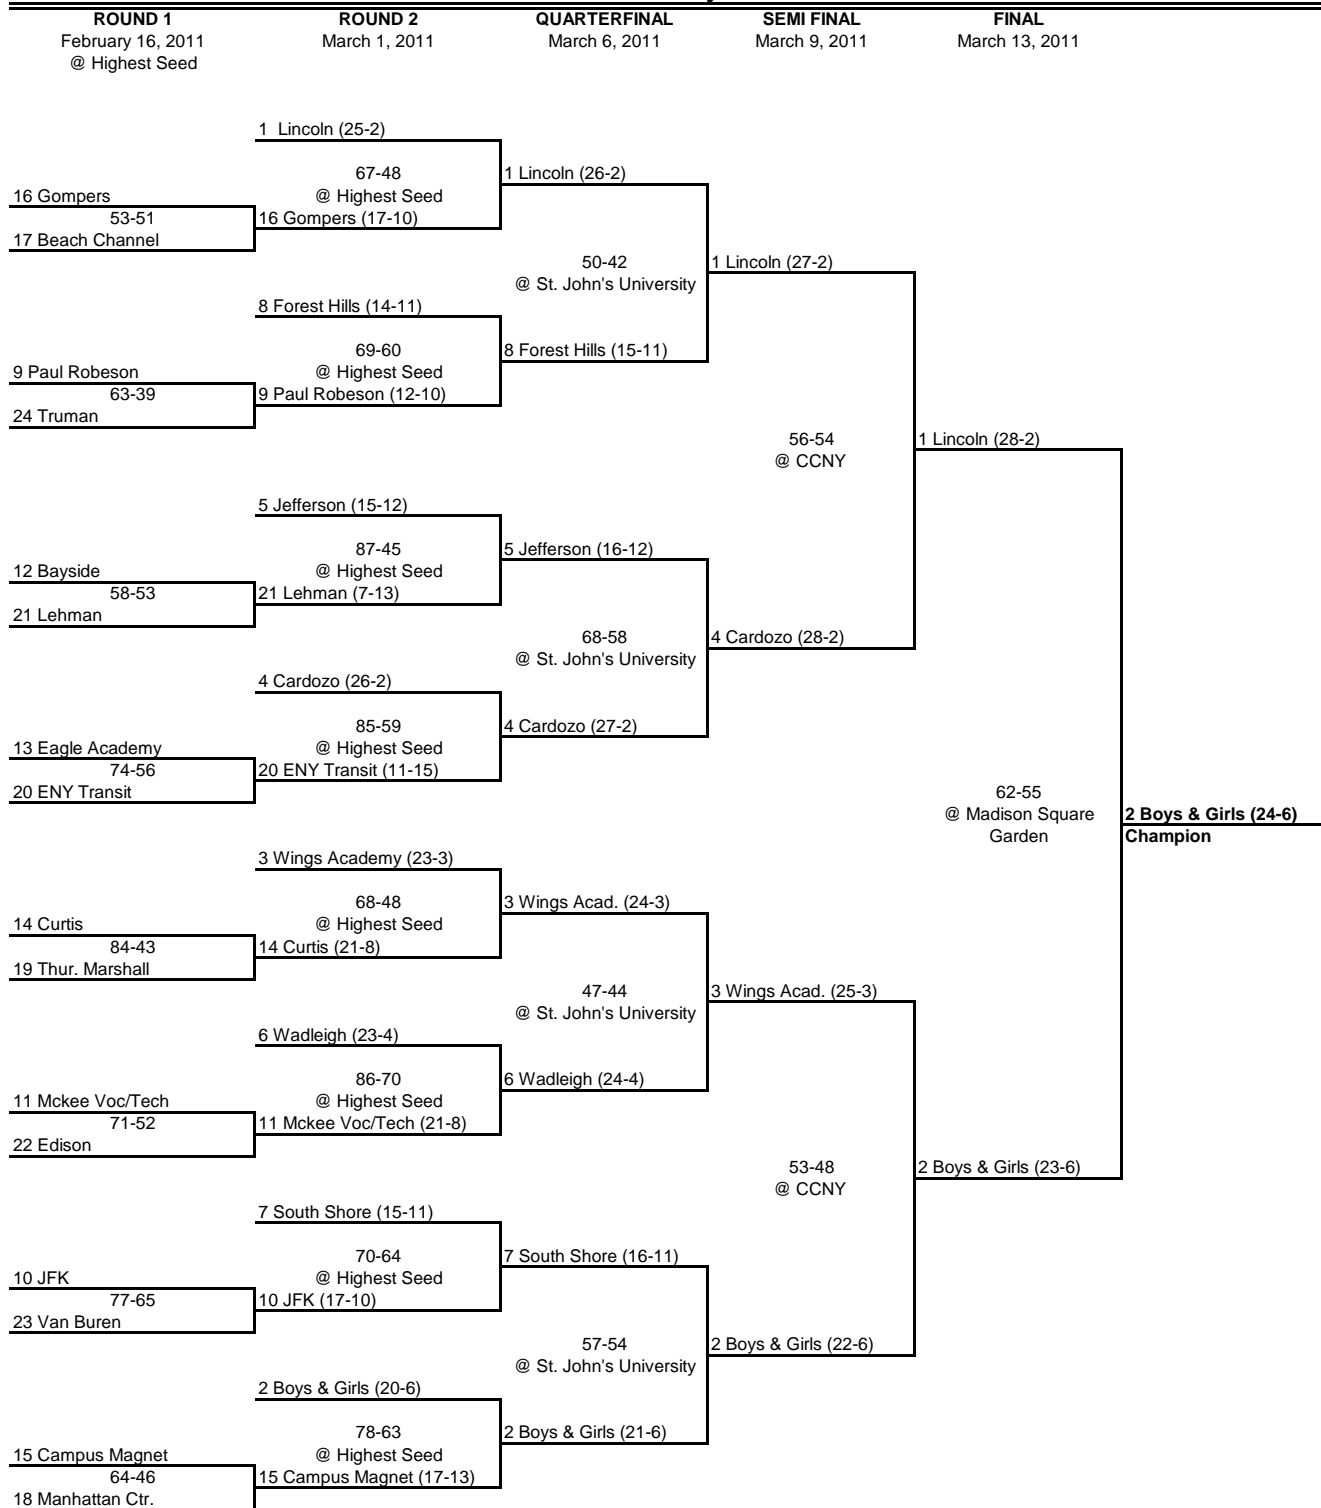 ROUND 1
February 16, 2011
@ Highest Seed
ROUND 2
March 1, 2011
QUARTERFINAL
March 6, 2011
SEMI FINAL
March 9, 2011
FINAL
March 13, 2011
1 Lincoln (25-2)
67-48
@ Highest Seed
1 Lincoln (26-2)
16 Gompers
53-51
16 Gompers (17-10)
17 Beach Channel
50-42
@ St. John's University
1 Lincoln (27-2)
8 Forest Hills (14-11)
69-60
@ Highest Seed
8 Forest Hills (15-11)
9 Paul Robeson
63-39
9 Paul Robeson (12-10)
24 Truman
56-54
@ CCNY
1 Lincoln (28-2)
5 Jefferson (15-12)
87-45
@ Highest Seed
5 Jefferson (16-12)
12 Bayside
58-53
21 Lehman (7-13)
21 Lehman
68-58
@ St. John's University
4 Cardozo (28-2)
4 Cardozo (26-2)
85-59
@ Highest Seed
4 Cardozo (27-2)
13 Eagle Academy
74-56
20 ENY Transit (11-15)
20 ENY Transit
62-55
@ Madison Square
Garden
2 Boys & Girls (24-6)
Champion
3 Wings Academy (23-3)
68-48
@ Highest Seed
3 Wings Acad. (24-3)
14 Curtis
84-43
14 Curtis (21-8)
19 Thur. Marshall
47-44
@ St. John's University
3 Wings Acad. (25-3)
6 Wadleigh (23-4)
86-70
@ Highest Seed
6 Wadleigh (24-4)
11 Mckee Voc/Tech
71-52
11 Mckee Voc/Tech (21-8)
22 Edison
53-48
@ CCNY
2 Boys & Girls (23-6)
7 South Shore (15-11)
70-64
@ Highest Seed
7 South Shore (16-11)
10 JFK
77-65
10 JFK (17-10)
23 Van Buren
57-54
@ St. John's University
2 Boys & Girls (22-6)
2 Boys & Girls (20-6)
78-63
@ Highest Seed
2 Boys & Girls (21-6)
15 Campus Magnet
64-46
15 Campus Magnet (17-13)
18 Manhattan Ctr.